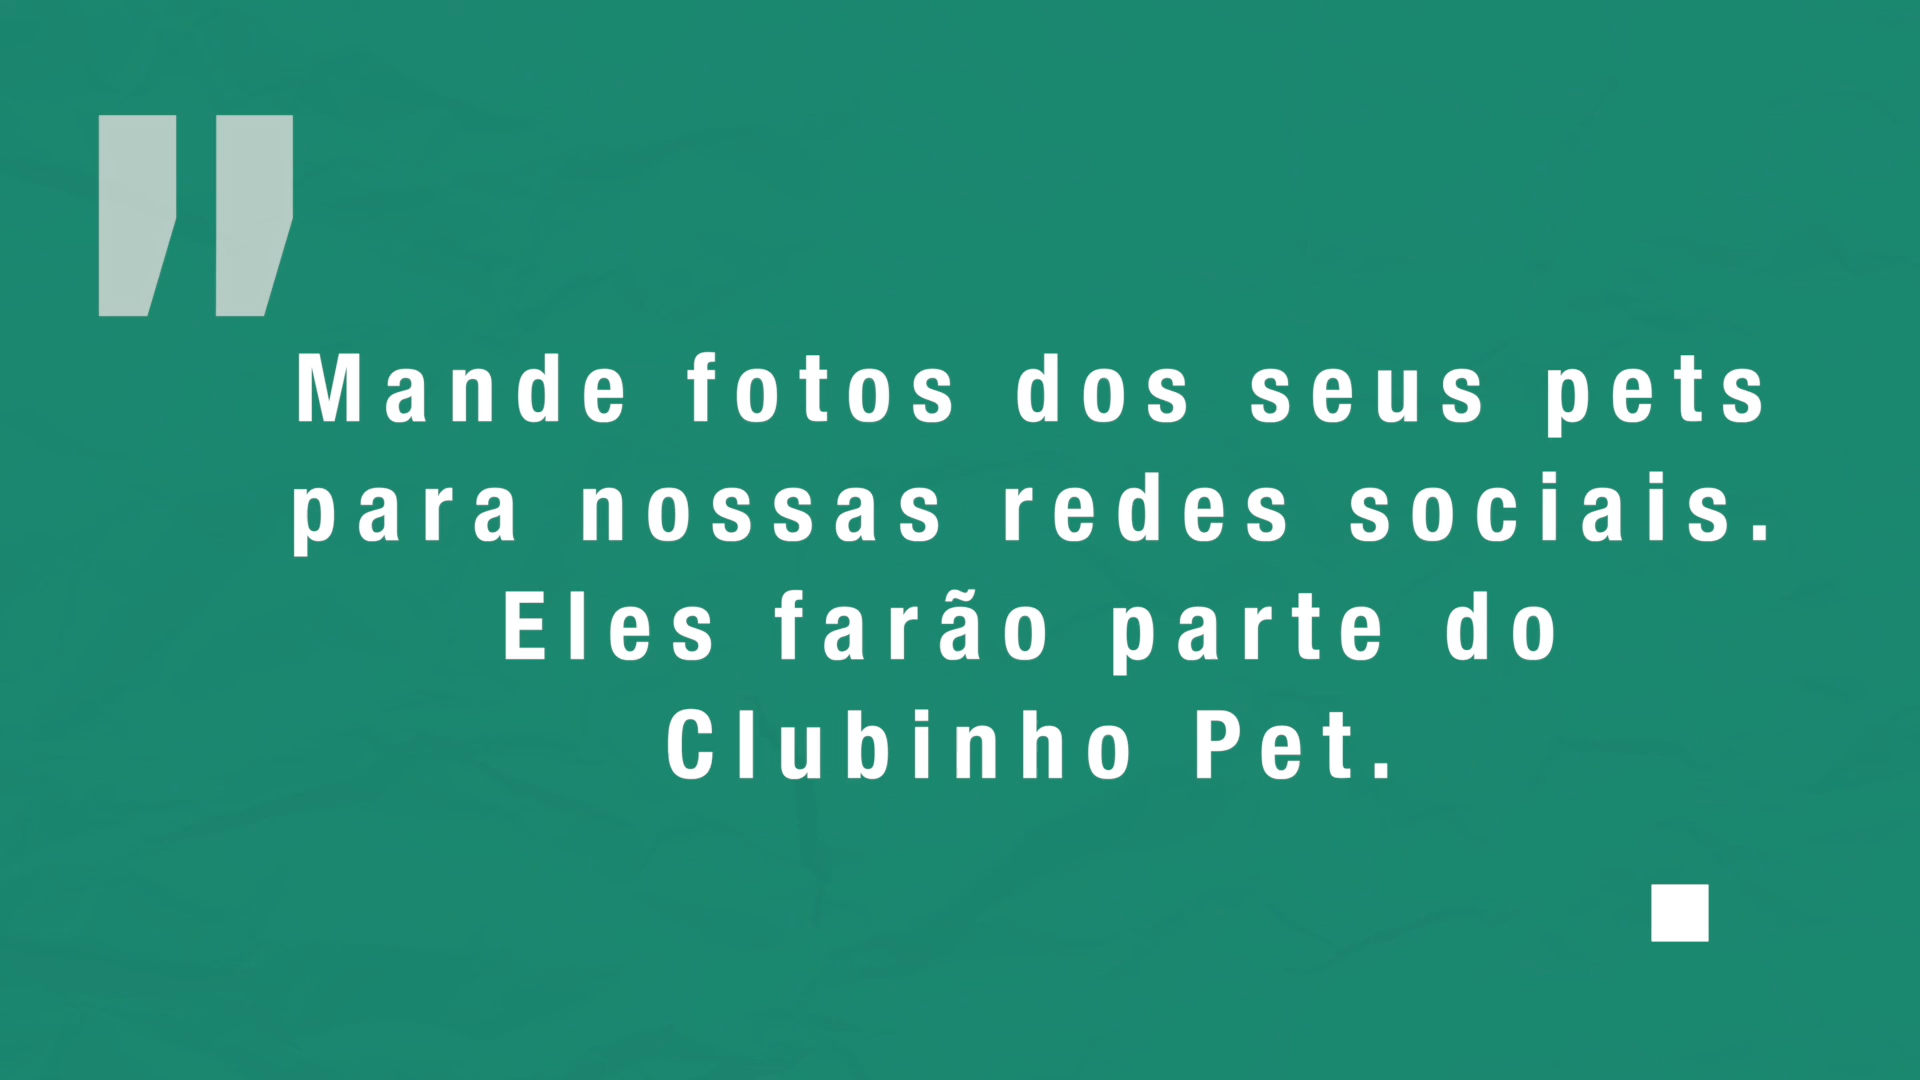 "
Mande fotos dos seus pets
para nossas redes sociais.
Eles farão parte do
Clubinho Pet.